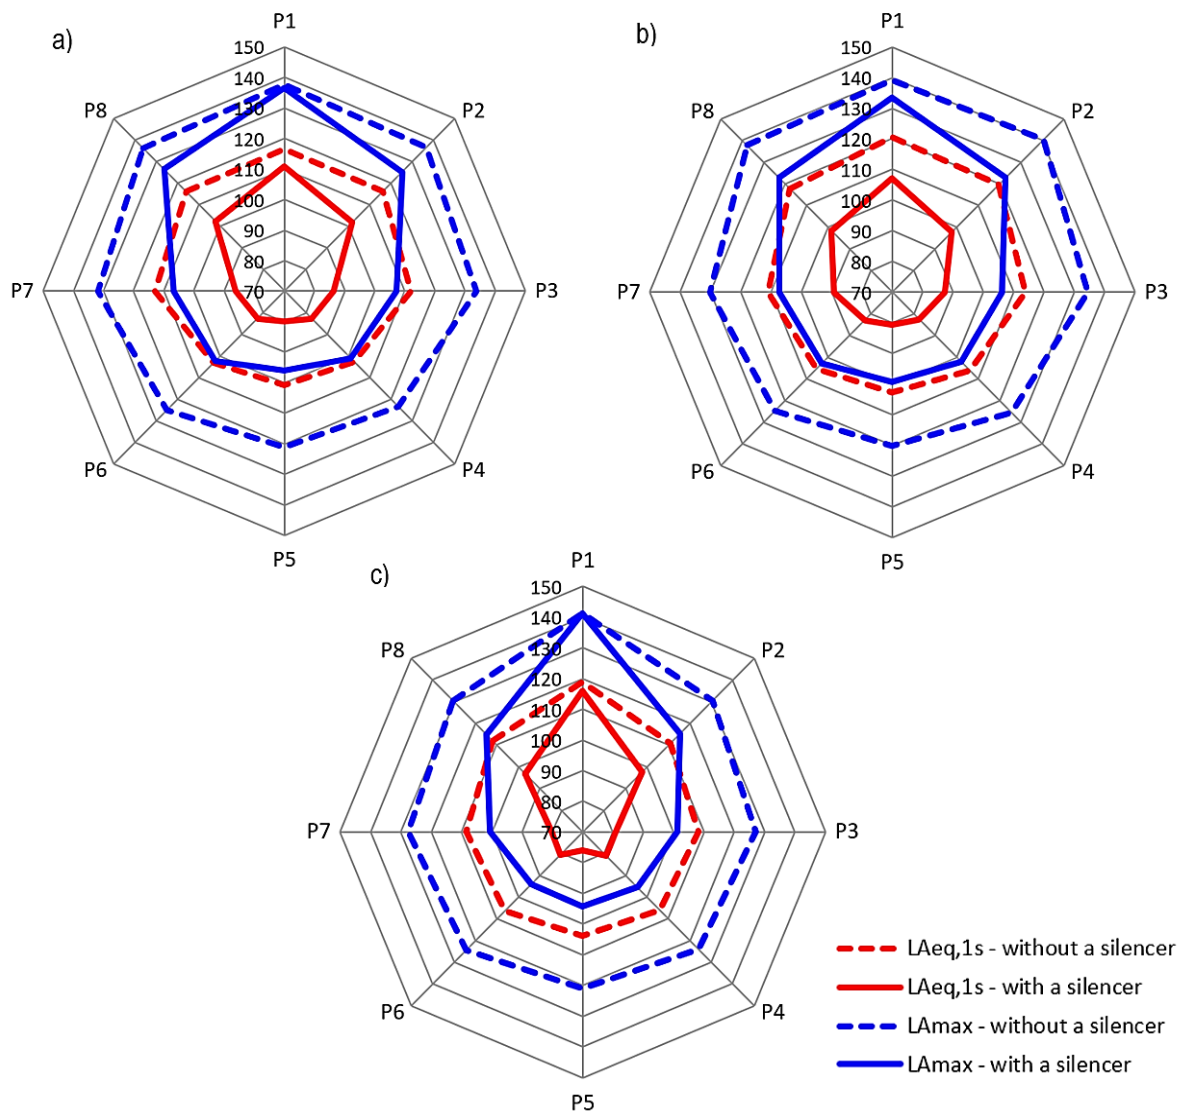 a)
P1
150
140
130
120
110
100
90
80
70
P2
P3
P4
P5
P6
P7
P8
b)
P1
150
140
130
120
110
100
90
80
70
P2
P3
P4
P5
P6
P7
P8
c)
P1
150
140
130
120
110
100
90
80
70
P2
P3
P4
P5
P6
P7
P8
LAeq,1s - without a silencer
LAeq,1s - with a silencer
LAmax - without a silencer
LAmax - with a silencer